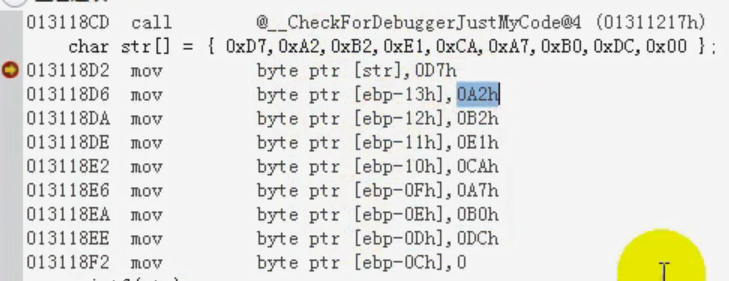 013118CD call @__CheckForDebuggerJustMyCode@4 (01311217h)
char str[] = { 0xD7,0xA2,0xB2,0xE1,0xCA,0xA7,0xB0,0xDC,0x00 };
013118D2 mov byte ptr [str],0D7h
013118D6 mov byte ptr [ebp-13h],0A2h
013118DA mov byte ptr [ebp-12h],0B2h
013118DE mov byte ptr [ebp-11h],0E1h
013118E2 mov byte ptr [ebp-10h],0CAh
013118E6 mov byte ptr [ebp-0Fh],0A7h
013118EA mov byte ptr [ebp-0Eh],0B0h
013118EE mov byte ptr [ebp-0Dh],0DCh
013118F2 mov byte ptr [ebp-0Ch],0